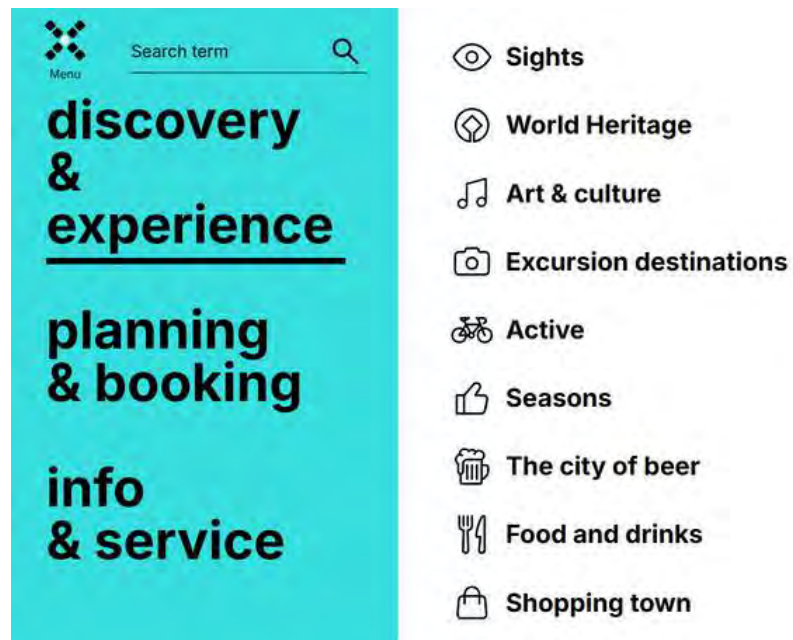 Menu
Search term
discovery
&
experience
planning
& booking
info
& service
Sights
World Heritage
Art & culture
Excursion destinations
Active
Seasons
The city of beer
Food and drinks
Shopping town